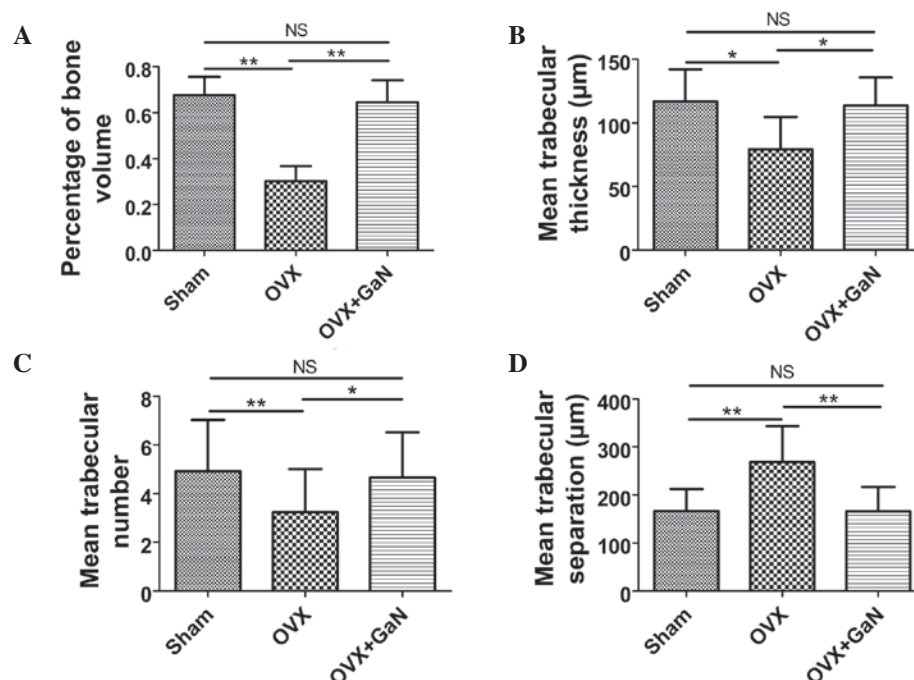 A
NS
**
**
Percentage of bone
volume
0.8
0.6
0.4
0.2
0.0
Sham
OVX
OVX+GaN
B
NS
*
*
Mean trabecular
thickness (µm)
150
100
50
0
Sham
OVX
OVX+GaN
C
NS
**
*
Mean trabecular
number
8
6
4
2
0
Sham
OVX
OVX+GaN
D
NS
**
**
Mean trabecular
separation (µm)
400
300
200
100
0
Sham
OVX
OVX+GaN